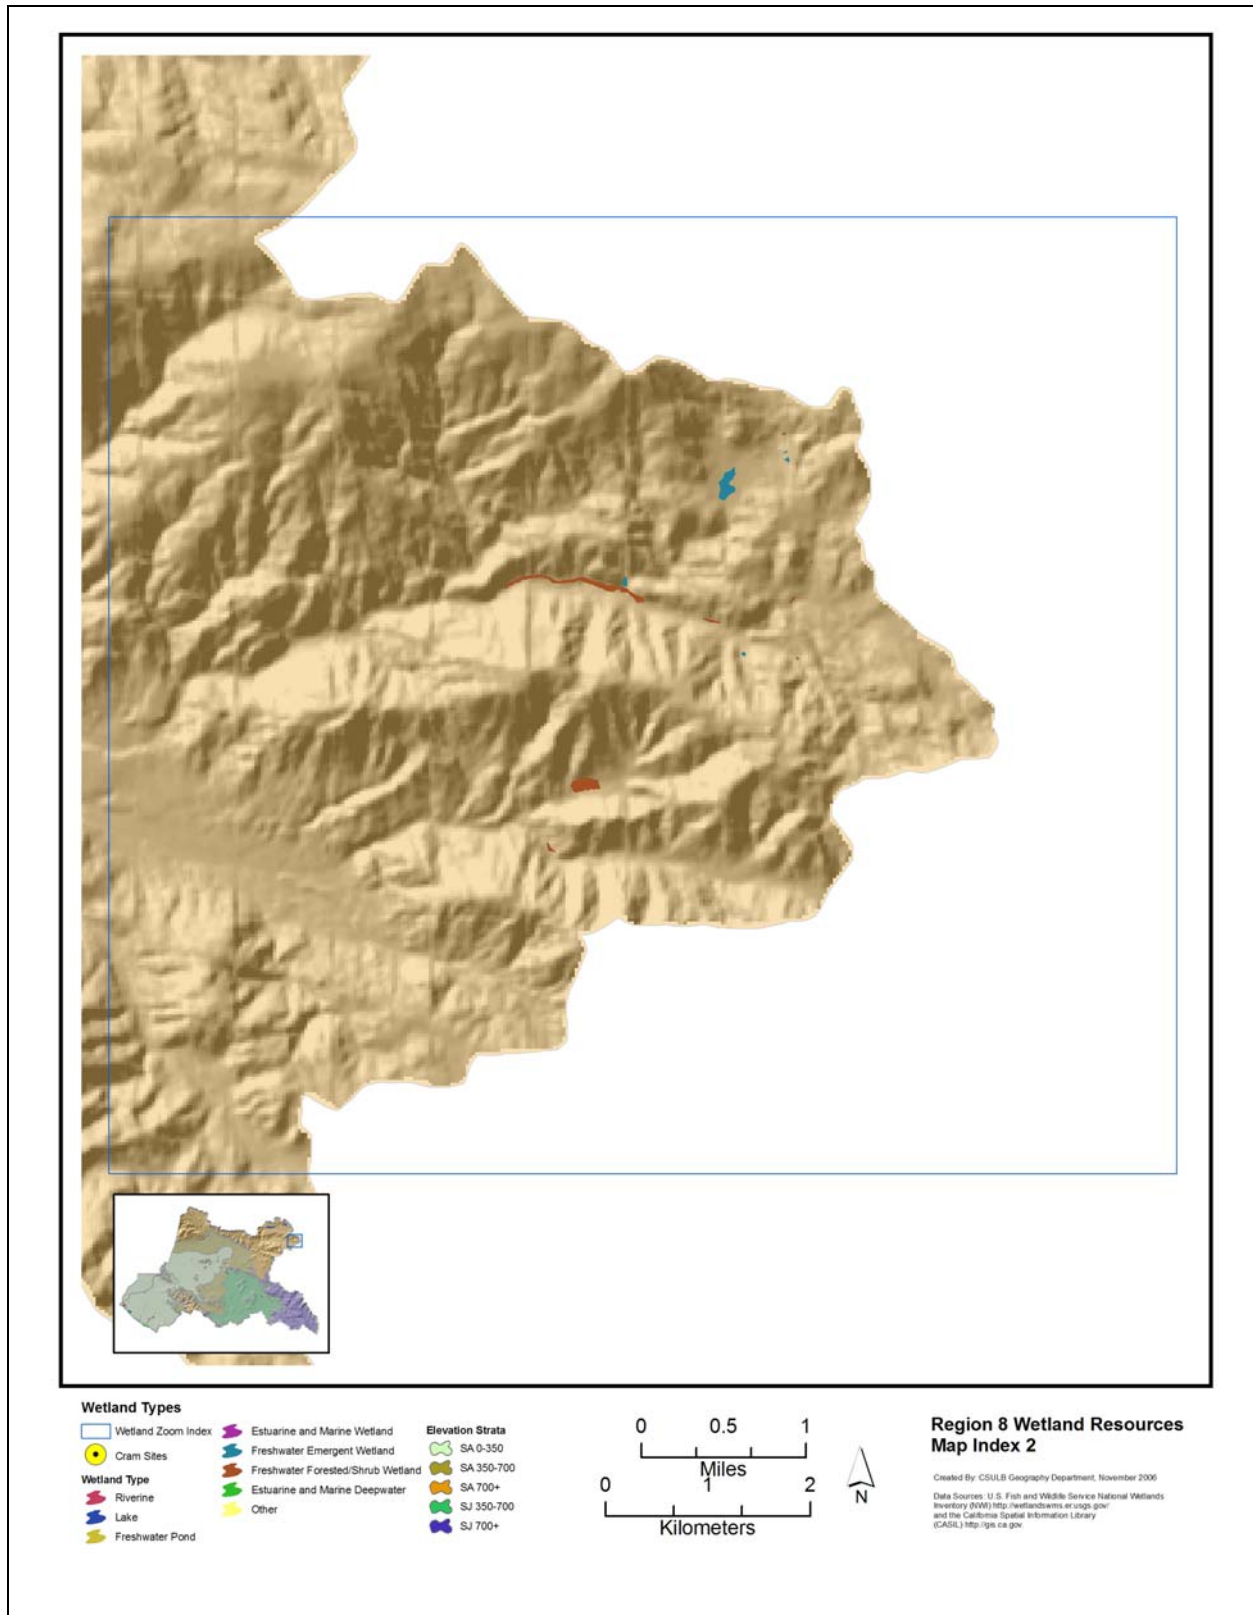 Wetland Types
Wetland Zoom Index
Cram Sites
Wetland Type
Riverine
Lake
Freshwater Pond
Estuarine and Marine Wetland
Freshwater Emergent Wetland
Freshwater Forested/Shrub Wetland
Estuarine and Marine Deepwater
Other
Elevation Strata
SA 0-350
SA 350-700
SA 700+
SJ 350-700
SJ 700+
0 0.5 1
Miles
0 1 2
Kilometers
N
Region 8 Wetland Resources
Map Index 2
Created By: CSULB Geography Department, November 2006
Data Sources: U.S. Fish and Wildlife Service National Wetlands
Inventory (NWI) http://wetlandswms.er.usgs.gov/
and the California Spatial Information Library
(CASIL) http://gis.ca.gov